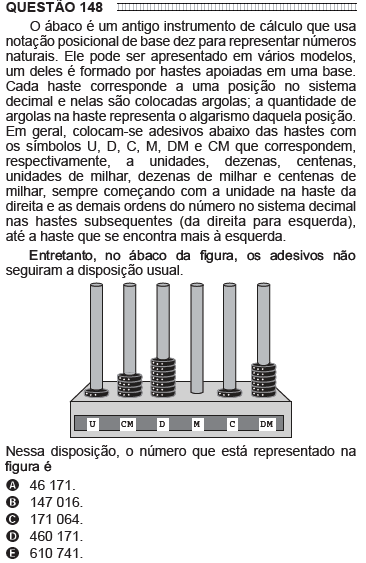 QUESTÃO 148
O ábaco é um antigo instrumento de cálculo que usa
notação posicional de base dez para representar números
naturais. Ele pode ser apresentado em vários modelos,
um deles é formado por hastes apoiadas em uma base.
Cada haste corresponde a uma posição no sistema
decimal e nelas são colocadas argolas; a quantidade de
argolas na haste representa o algarismo daquela posição.
Em geral, colocam-se adesivos abaixo das hastes com
os símbolos U, D, C, M, DM e CM que correspondem,
respectivamente, a unidades, dezenas, centenas,
unidades de milhar, dezenas de milhar e centenas de
milhar, sempre começando com a unidade na haste da
direita e as demais ordens do número no sistema decimal
nas hastes subsequentes (da direita para esquerda),
até a haste que se encontra mais à esquerda.
Entretanto, no ábaco da figura, os adesivos não
seguiram a disposição usual.
U CM D M C DM
Nessa disposição, o número que está representado na
figura é
A 46 171.
B 147 016.
C 171 064.
D 460 171.
E 610 741.